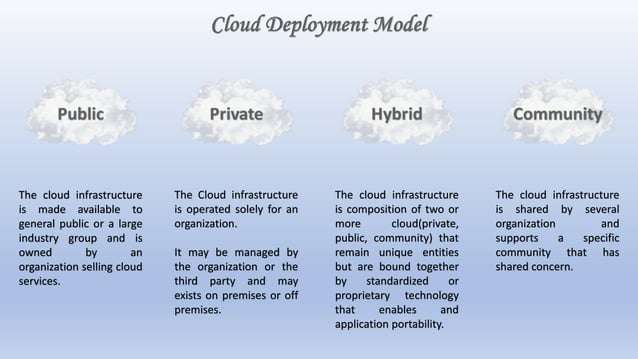 Cloud Deployment Model
Public
Private
Hybrid
Community
The cloud infrastructure
is made available to
general public or a large
industry group and is
owned by an
organization selling cloud
services.
The Cloud infrastructure
is operated solely for an
organization.
It may be managed by
the organization or the
third party and may
exists on premises or off
premises.
The cloud infrastructure
is composition of two or
more cloud(private,
public, community) that
remain unique entities
but are bound together
by standardized or
proprietary technology
that enables and
application portability.
The cloud infrastructure
is shared by several
organization and
supports a specific
community that has
shared concern.